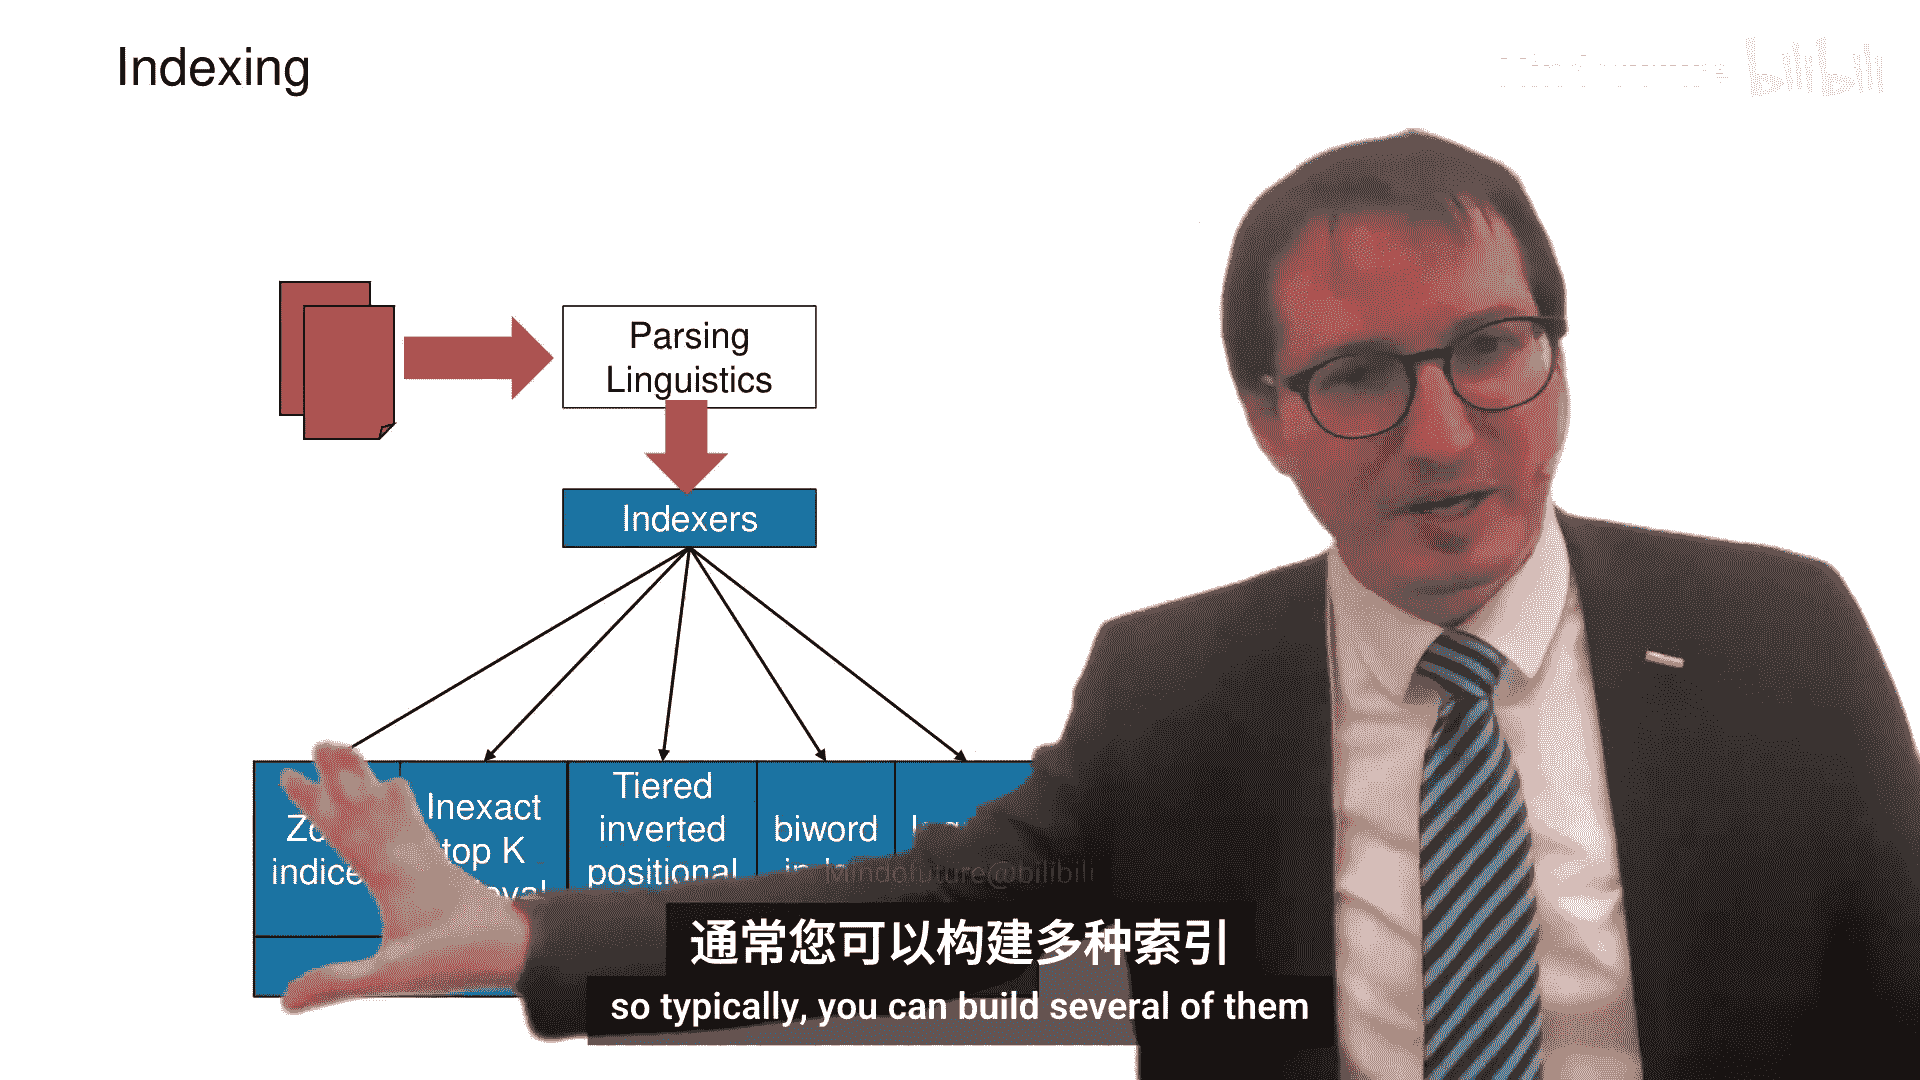 Indexing
bilibili
Parsing
Linguistics
Indexers
Inexact
top K
Tiered
inverted
positional
biword
Mindofuture@bilibili
通常您可以构建多种索引
so typically, you can build several of them